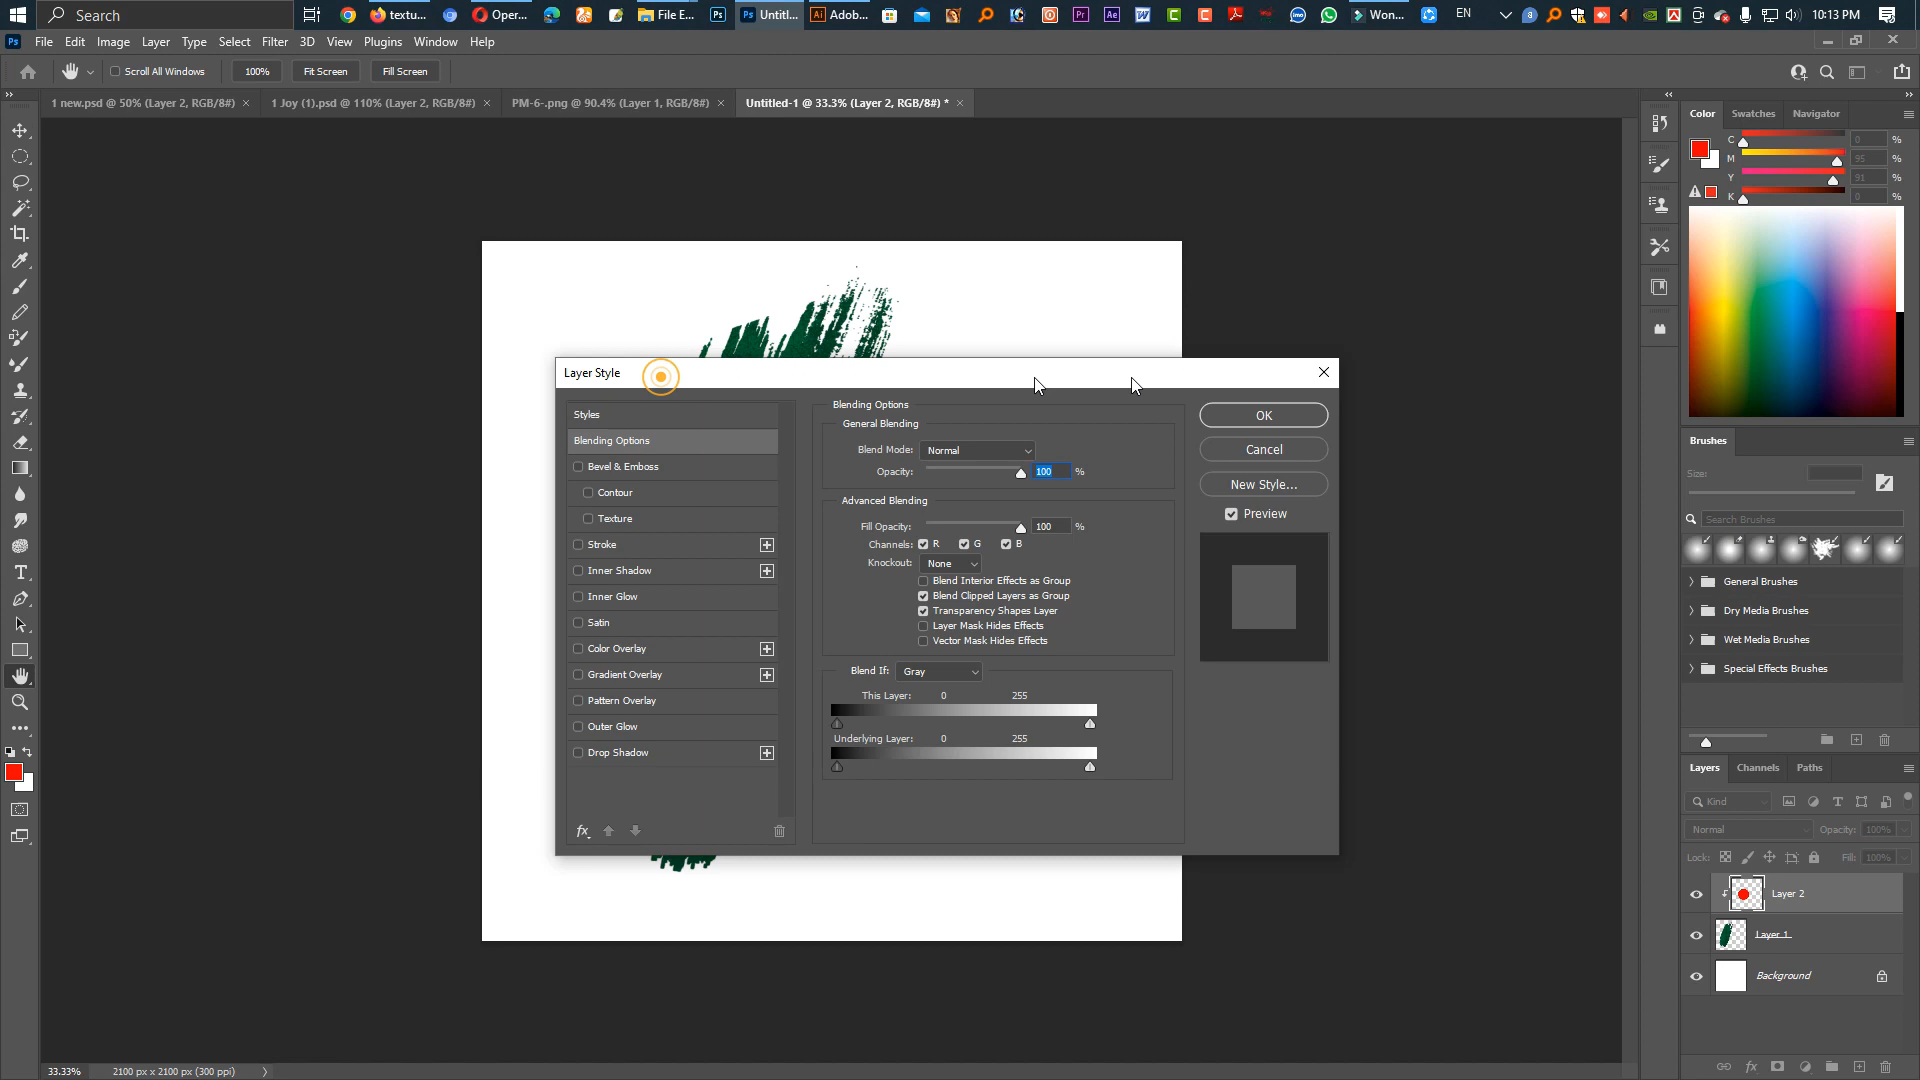 Search
textu...
Oper...
File E...
Untitl...
Adob...
Won...
EN
10:13 PM
File Edit Image Layer Type Select Filter 3D View Plugins Window Help
Scroll All Windows
100%
Fit Screen
Fill Screen
1 new.psd @ 50% (Layer 2, RGB/8#)
1 Joy (1).psd @ 110% (Layer 2, RGB/8#)
PM-6-.png @ 90.4% (Layer 1, RGB/8#)
Untitled-1 @ 33.3% (Layer 2, RGB/8#) *
Color
Swatches
Navigator
C 0 %
M 95 %
Y 91 %
K 0 %
Layer Style
Styles
Blending Options
Bevel & Emboss
Contour
Texture
Stroke
Inner Shadow
Inner Glow
Satin
Color Overlay
Gradient Overlay
Pattern Overlay
Outer Glow
Drop Shadow
fx
Blending Options
General Blending
Blend Mode: Normal
Opacity: 100 %
Advanced Blending
Fill Opacity: 100 %
Channels: R G B
Knockout: None
Blend Interior Effects as Group
Blend Clipped Layers as Group
Transparency Shapes Layer
Layer Mask Hides Effects
Vector Mask Hides Effects
Blend If: Gray
This Layer: 0 255
Underlying Layer: 0 255
OK
Cancel
New Style...
Preview
Brushes
Size:
Search Brushes
General Brushes
Dry Media Brushes
Wet Media Brushes
Special Effects Brushes
Layers
Channels
Paths
Kind
Normal
Opacity: 100%
Lock:
Fill: 100%
Layer 2
Layer 1
Background
fx
33.33%
2100 px x 2100 px (300 ppi)